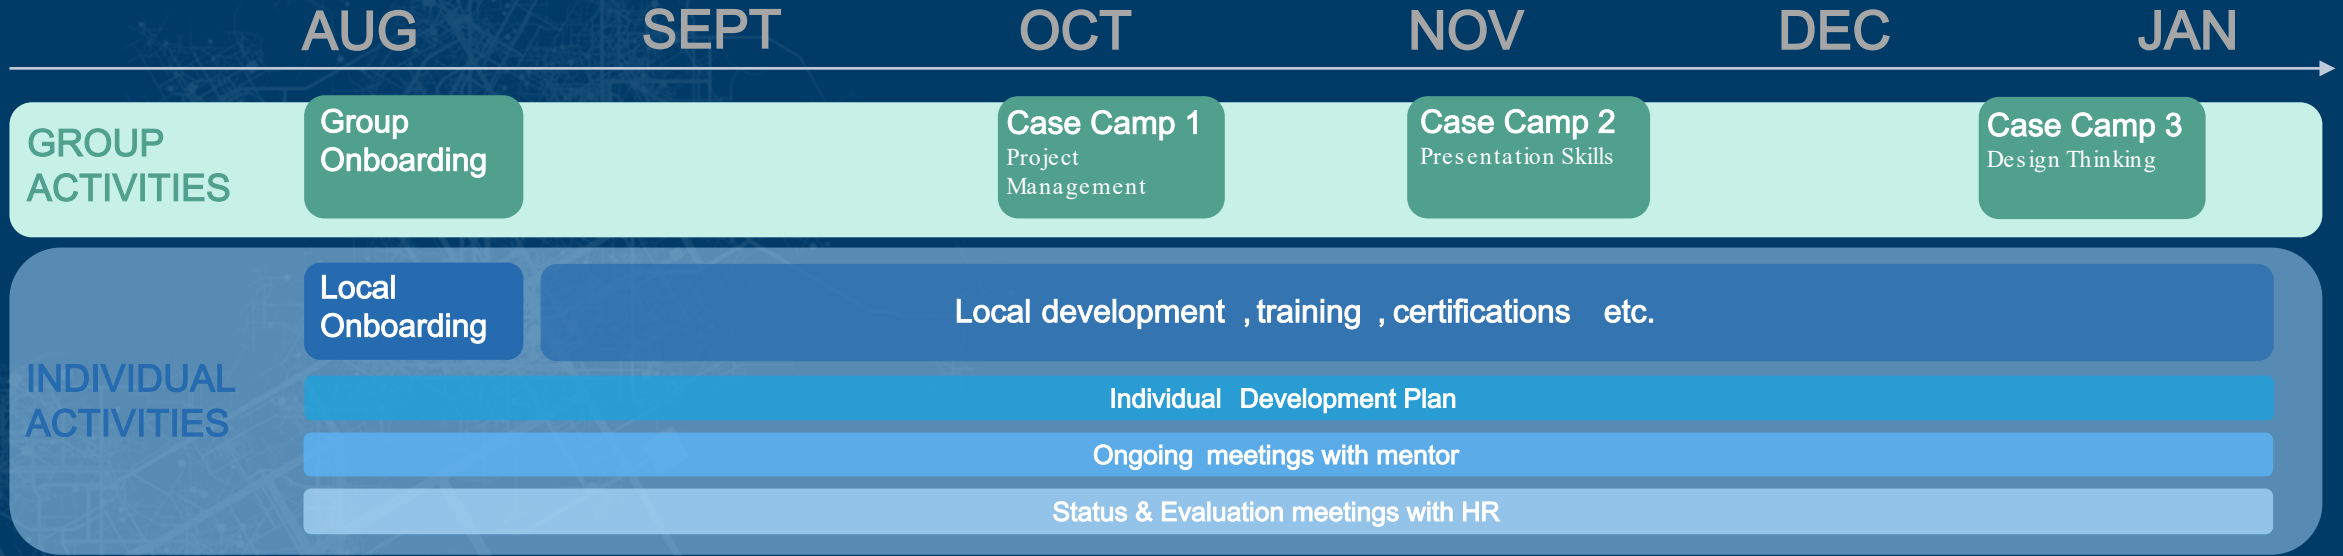 AUG SEPT OCT NOV DEC JAN
GROUP
ACTIVITIES
Group
Onboarding
Case Camp 1
Project
Management
Case Camp 2
Presentation Skills
Case Camp 3
Design Thinking
INDIVIDUAL
ACTIVITIES
Local
Onboarding
Local development , training , certifications etc.
Individual Development Plan
Ongoing meetings with mentor
Status & Evaluation meetings with HR